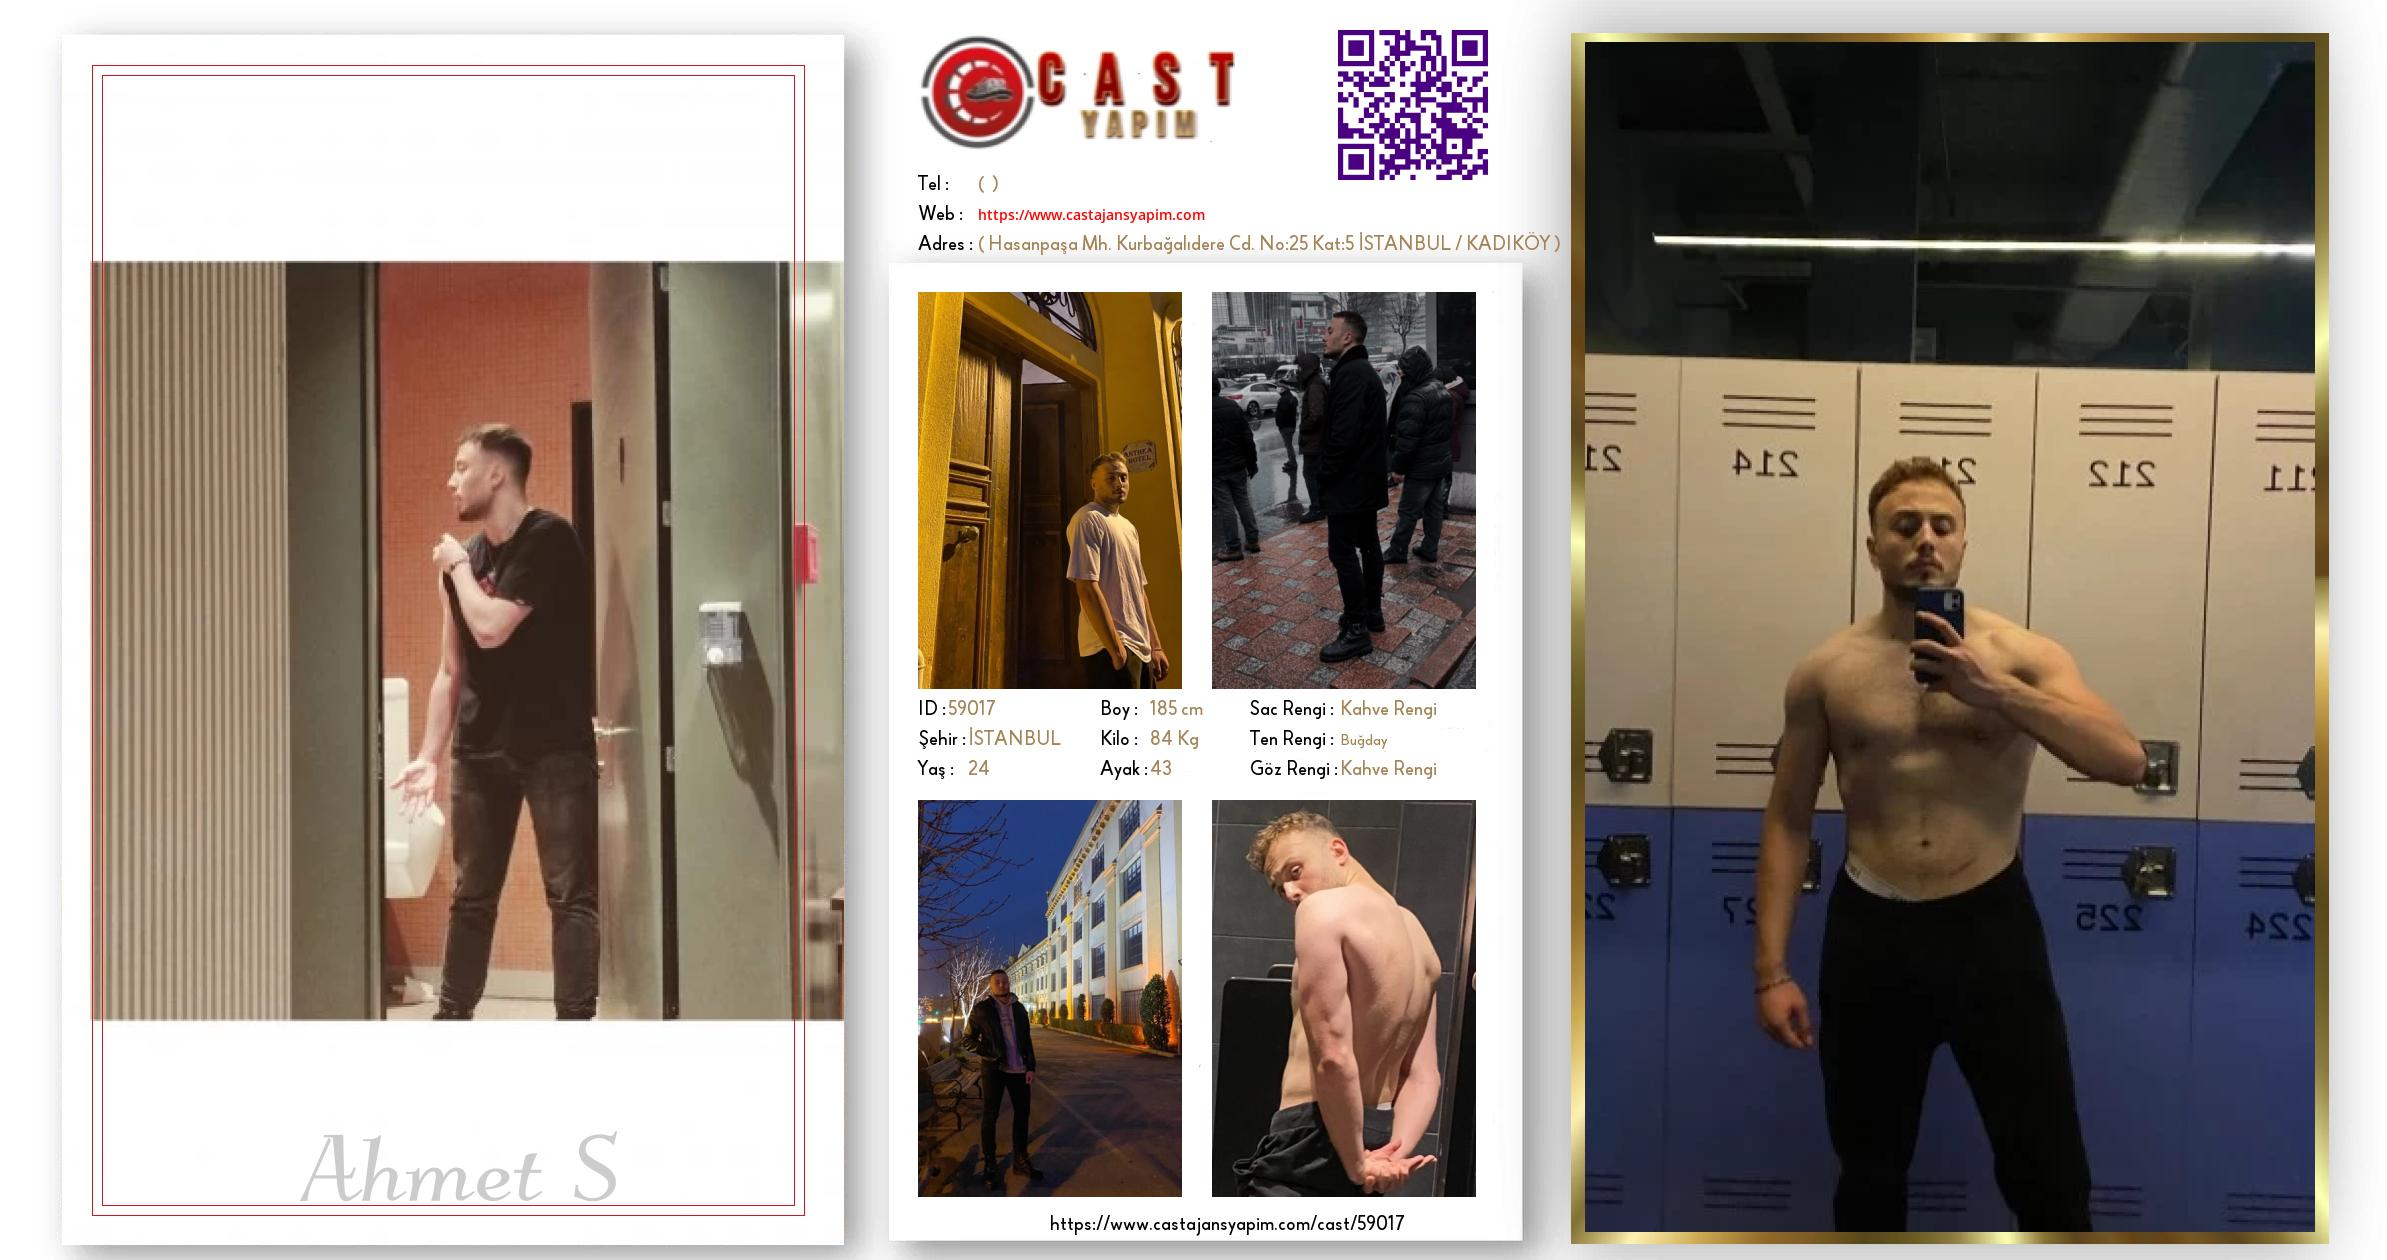 Ahmet S
CAST
YAPIM
Tel : ( )
Web : https://www.castajansyapim.com
Adres : ( Hasanpaşa Mh. Kurbağalıdere Cd. No:25 Kat:5 İSTANBUL / KADIKÖY )
ANTHEA
HOTEL
ID : 59017 Boy : 185 cm Sac Rengi : Kahve Rengi
Şehir : İSTANBUL Kilo : 84 Kg Ten Rengi : Buğday
Yaş : 24 Ayak : 43 Göz Rengi : Kahve Rengi
https://www.castajansyapim.com/cast/59017
214
212
225
224